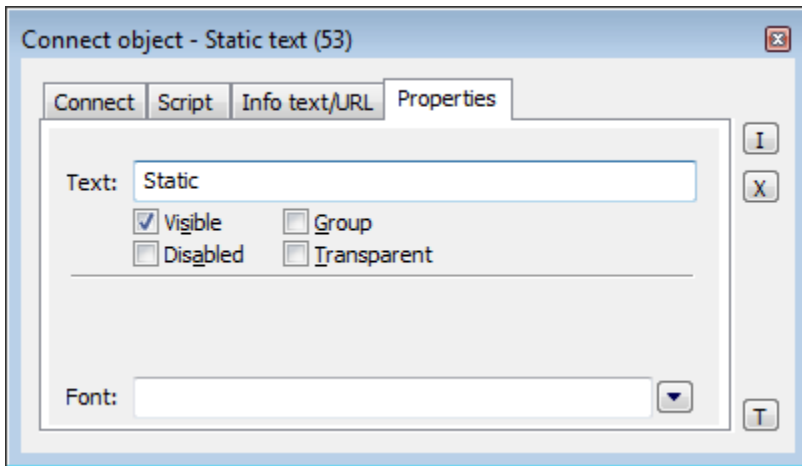 Connect object - Static text (53)
Connect Script Info text/URL Properties
I
Text: Static
X
Visible Group
Disabled Transparent
Font:
T